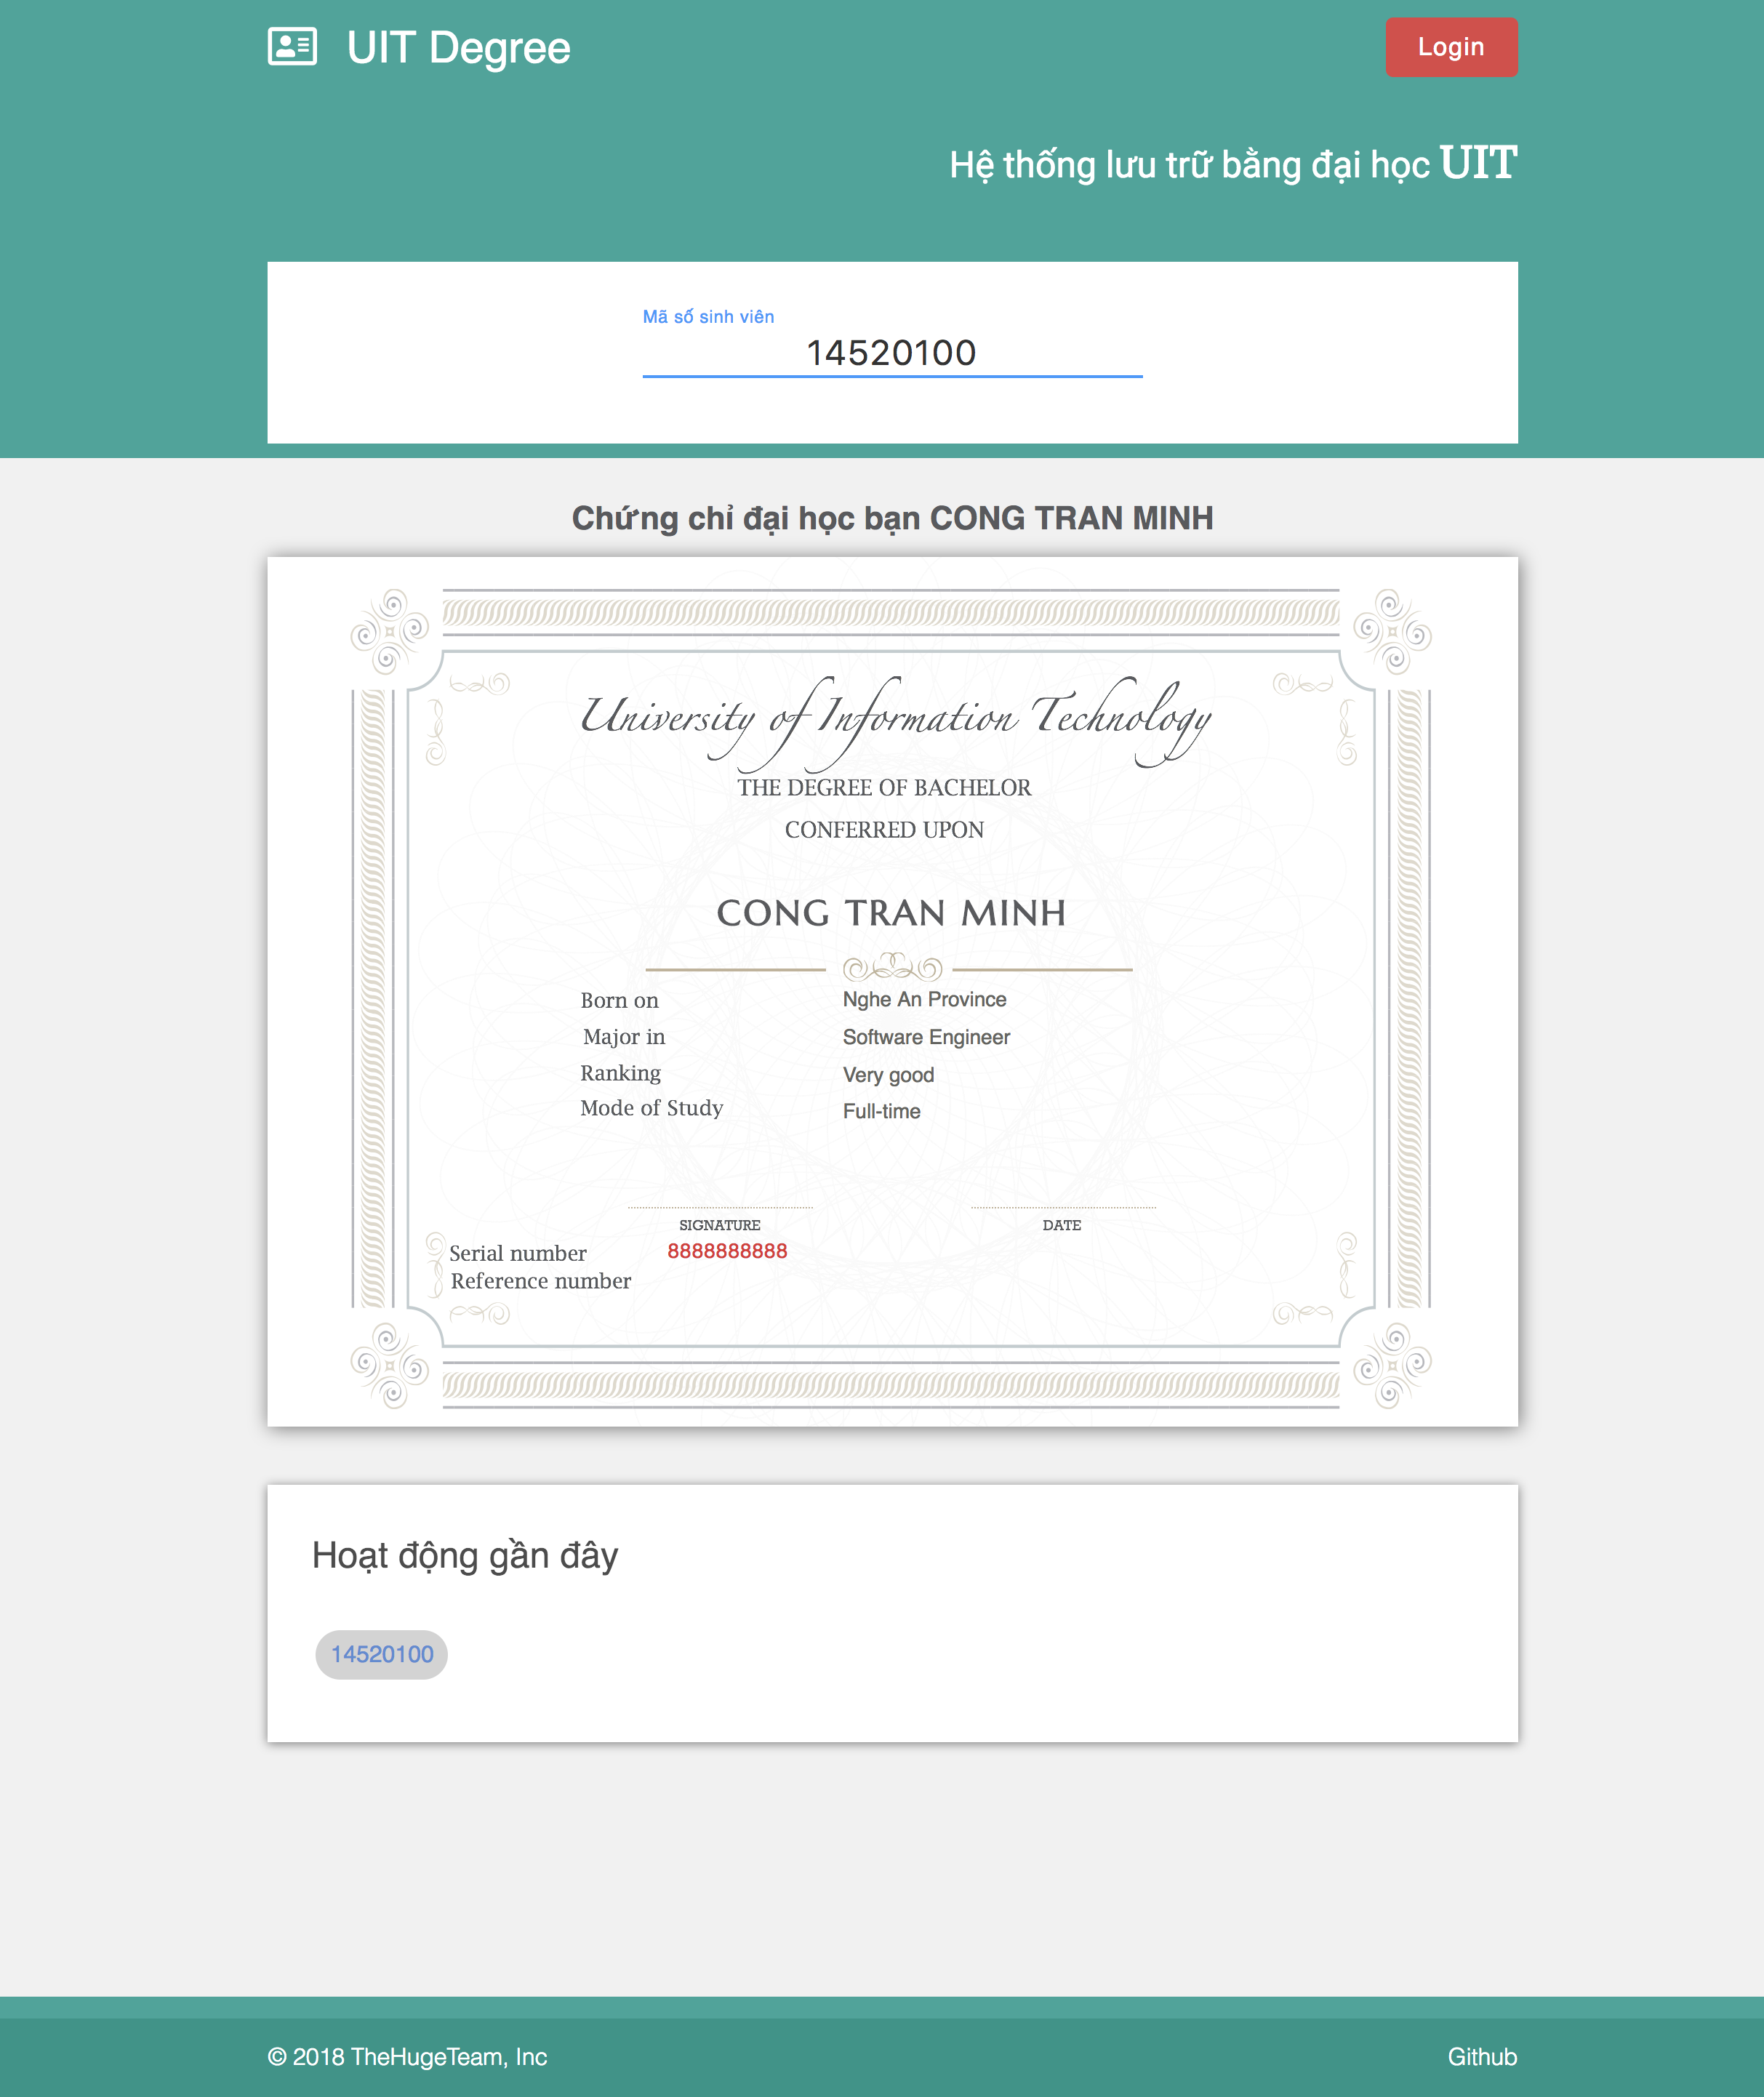 UIT Degree
Login
Hệ thống lưu trữ bằng đại học UIT
Mã số sinh viên
14520100
Chứng chỉ đại học bạn CONG TRAN MINH
University of Information Technology
THE DEGREE OF BACHELOR
CONFERRED UPON
CONG TRAN MINH
Born on Nghe An Province
Major in Software Engineer
Ranking Very good
Mode of Study Full-time
SIGNATURE DATE
Serial number 8888888888
Reference number
Hoạt động gần đây
14520100
© 2018 TheHugeTeam, Inc Github